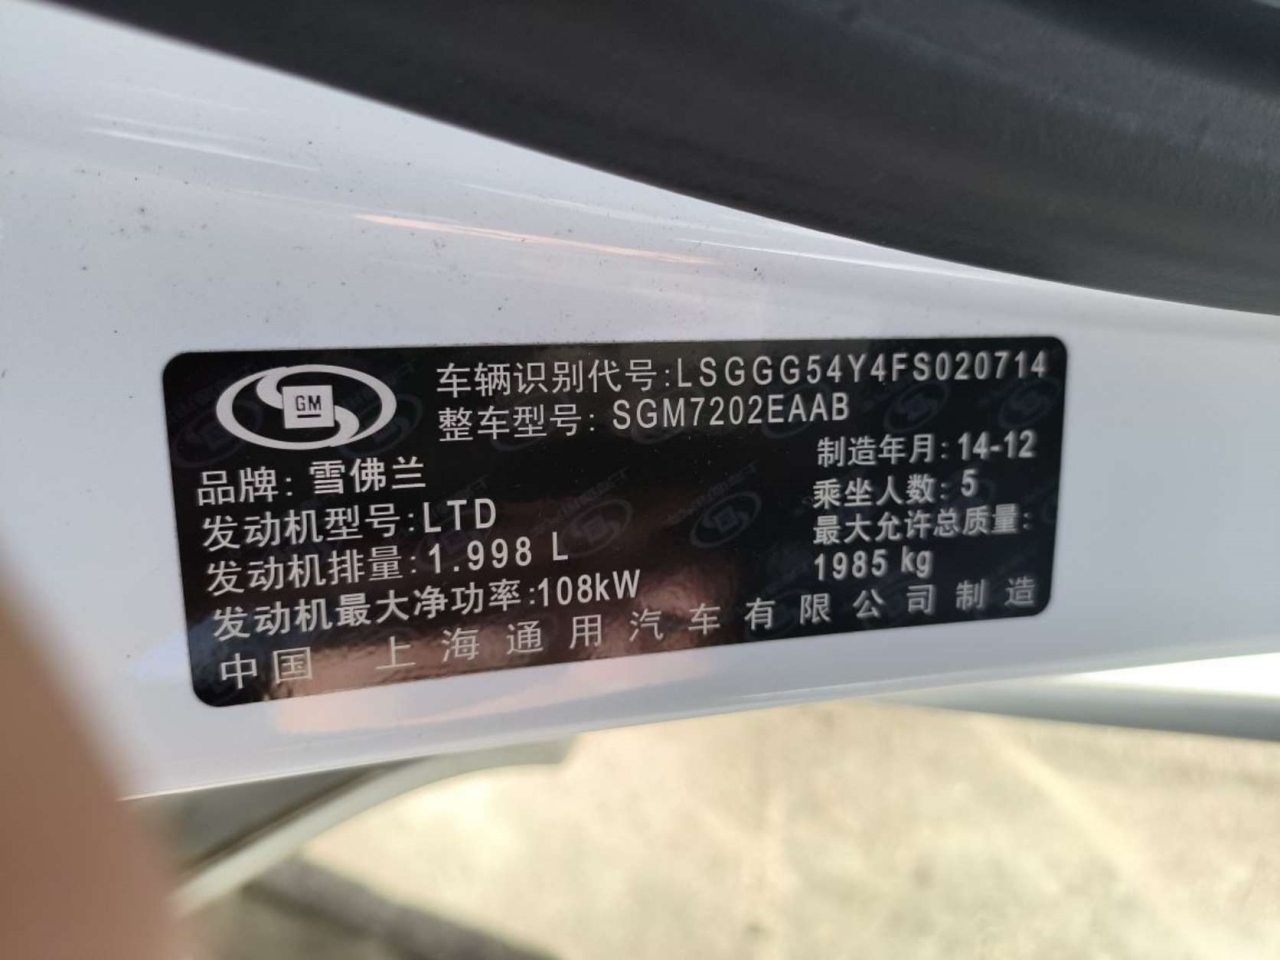 GM
车辆识别代号:LSGGG54Y4FS020714
整车型号: SGM7202EAAB
品牌: 雪佛兰
制造年月: 14-12
发动机型号:LTD
乘坐人数: 5
发动机排量: 1.998 L
最大允许总质量:
1985 kg
发动机最大净功率:108kW
中国 上海通用汽车有限公司制造